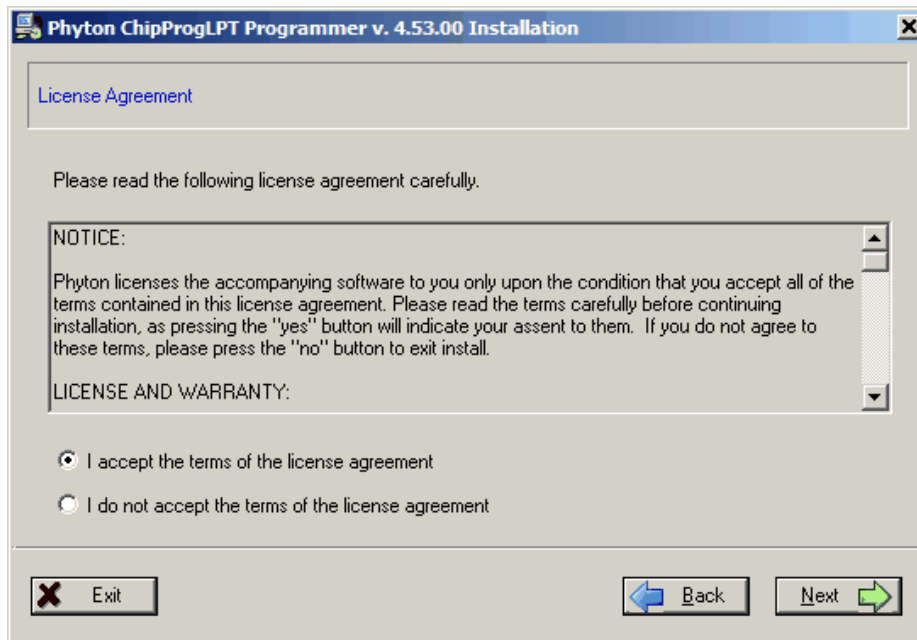 Phyton ChipProgLPT Programmer v. 4.53.00 Installation
License Agreement
Please read the following license agreement carefully.
NOTICE:
Phyton licenses the accompanying software to you only upon the condition that you accept all of the
terms contained in this license agreement. Please read the terms carefully before continuing
installation, as pressing the "yes" button will indicate your assent to them.  If you do not agree to
these terms, please press the "no" button to exit install.
LICENSE AND WARRANTY:
I accept the terms of the license agreement
I do not accept the terms of the license agreement
Exit
Back
Next